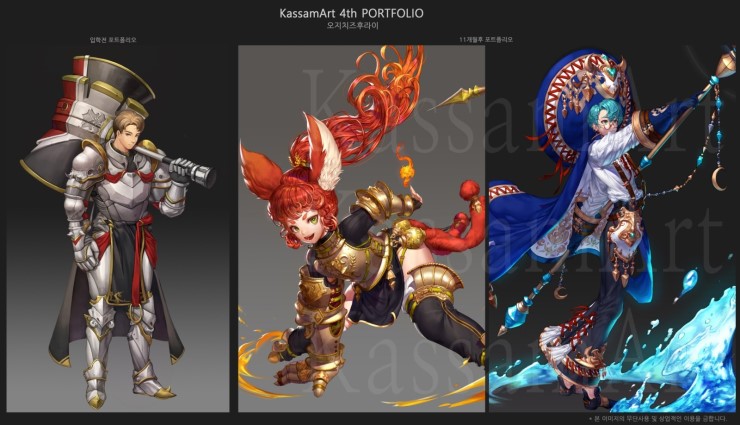 KassamArt 4th PORTFOLIO
오지치즈후라이
입학전 포트폴리오
11개월후 포트폴리오
KassamArt
KassamArt
KassamArt
* 본 이미지의 무단사용 및 상업적인 이용을 금합니다.